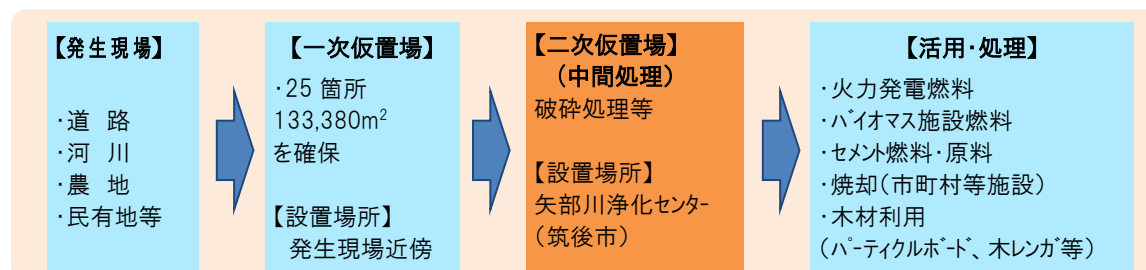 【発生現場】
・道　路
・河　川
・農　地
・民有地等
【一次仮置場】
・25 箇所
133,380m²
を確保
【設置場所】
発生現場近傍
【二次仮置場】
（中間処理）
破砕処理等
【設置場所】
矢部川浄化センター
（筑後市）
【活用・処理】
・火力発電燃料
・バイオマス施設燃料
・セメント燃料・原料
・焼却（市町村等施設）
・木材利用
（パーティクルボード、木レンガ等）